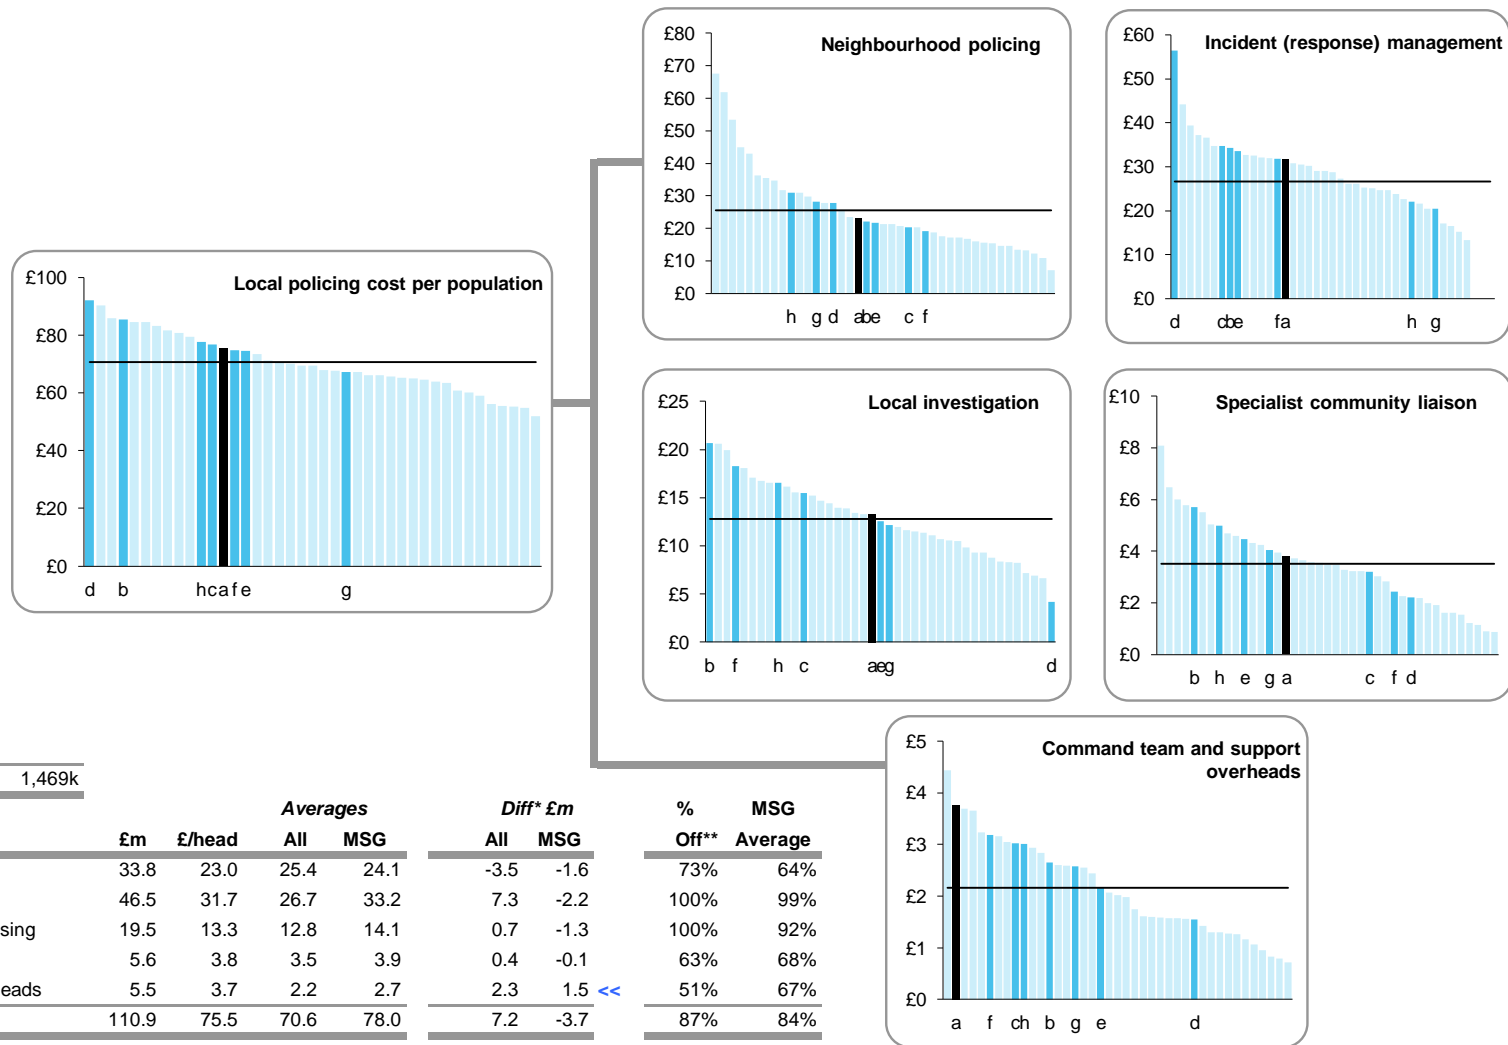 £80
£70
£60
£50
£40
£30
£20
£10
£0
Neighbourhood policing
h g d abe c f
£60
£50
£40
£30
£20
£10
£0
Incident (response) management
d cbe fa h g
£100
£80
£60
£40
£20
£0
Local policing cost per population
d b hcafe g
£25
£20
£15
£10
£5
£0
Local investigation
b f h c aeg d
£10
£8
£6
£4
£2
£0
Specialist community liaison
b h e g a c f d
£5
£4
£3
£2
£1
£0
Command team and support
overheads
a f ch b g e d
1,469k
Averages Diff* £m % MSG
£m £/head All MSG All MSG Off** Average
33.8 23.0 25.4 24.1 -3.5 -1.6 73% 64%
46.5 31.7 26.7 33.2 7.3 -2.2 100% 99%
sing 19.5 13.3 12.8 14.1 0.7 -1.3 100% 92%
5.6 3.8 3.5 3.9 0.4 -0.1 63% 68%
eads 5.5 3.7 2.2 2.7 2.3 1.5 << 51% 67%
110.9 75.5 70.6 78.0 7.2 -3.7 87% 84%